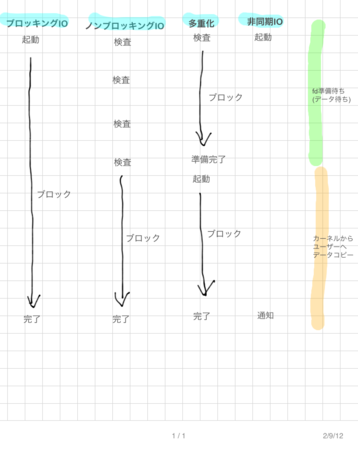 ブロッキングIO ノンブロッキングIO 多重化 非同期IO
起動 検査 検査 起動
検査
ブロック
fd準備待ち
(データ待ち)
検査
検査 準備完了
起動
ブロック
ブロック ブロック
カーネルから
ユーザーへ
データコピー
完了 完了 完了 通知
1 / 1
2/9/12